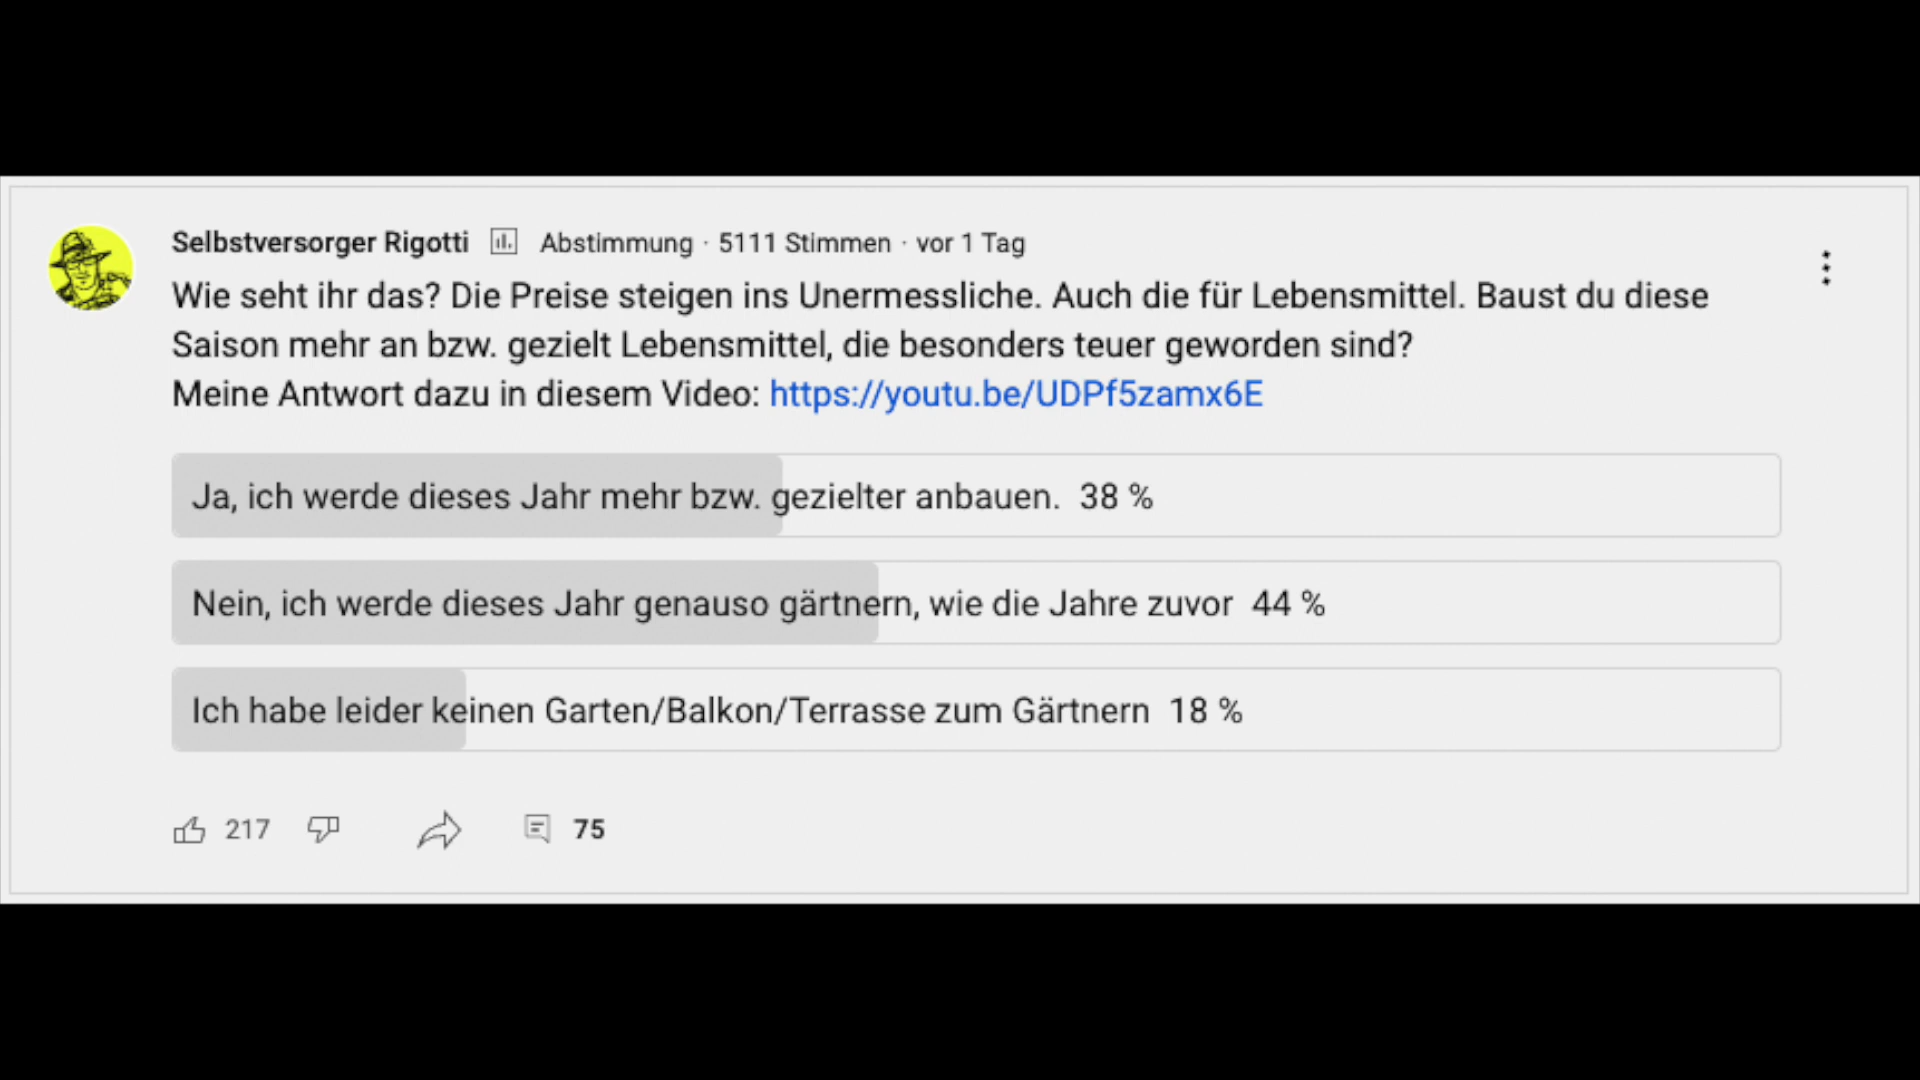 Selbstversorger Rigotti Abstimmung · 5111 Stimmen · vor 1 Tag
Wie seht ihr das? Die Preise steigen ins Unermessliche. Auch die für Lebensmittel. Baust du diese
Saison mehr an bzw. gezielt Lebensmittel, die besonders teuer geworden sind?
Meine Antwort dazu in diesem Video: https://youtu.be/UDPf5zamx6E
Ja, ich werde dieses Jahr mehr bzw. gezielter anbauen. 38 %
Nein, ich werde dieses Jahr genauso gärtnern, wie die Jahre zuvor 44 %
Ich habe leider keinen Garten/Balkon/Terrasse zum Gärtnern 18 %
217 75